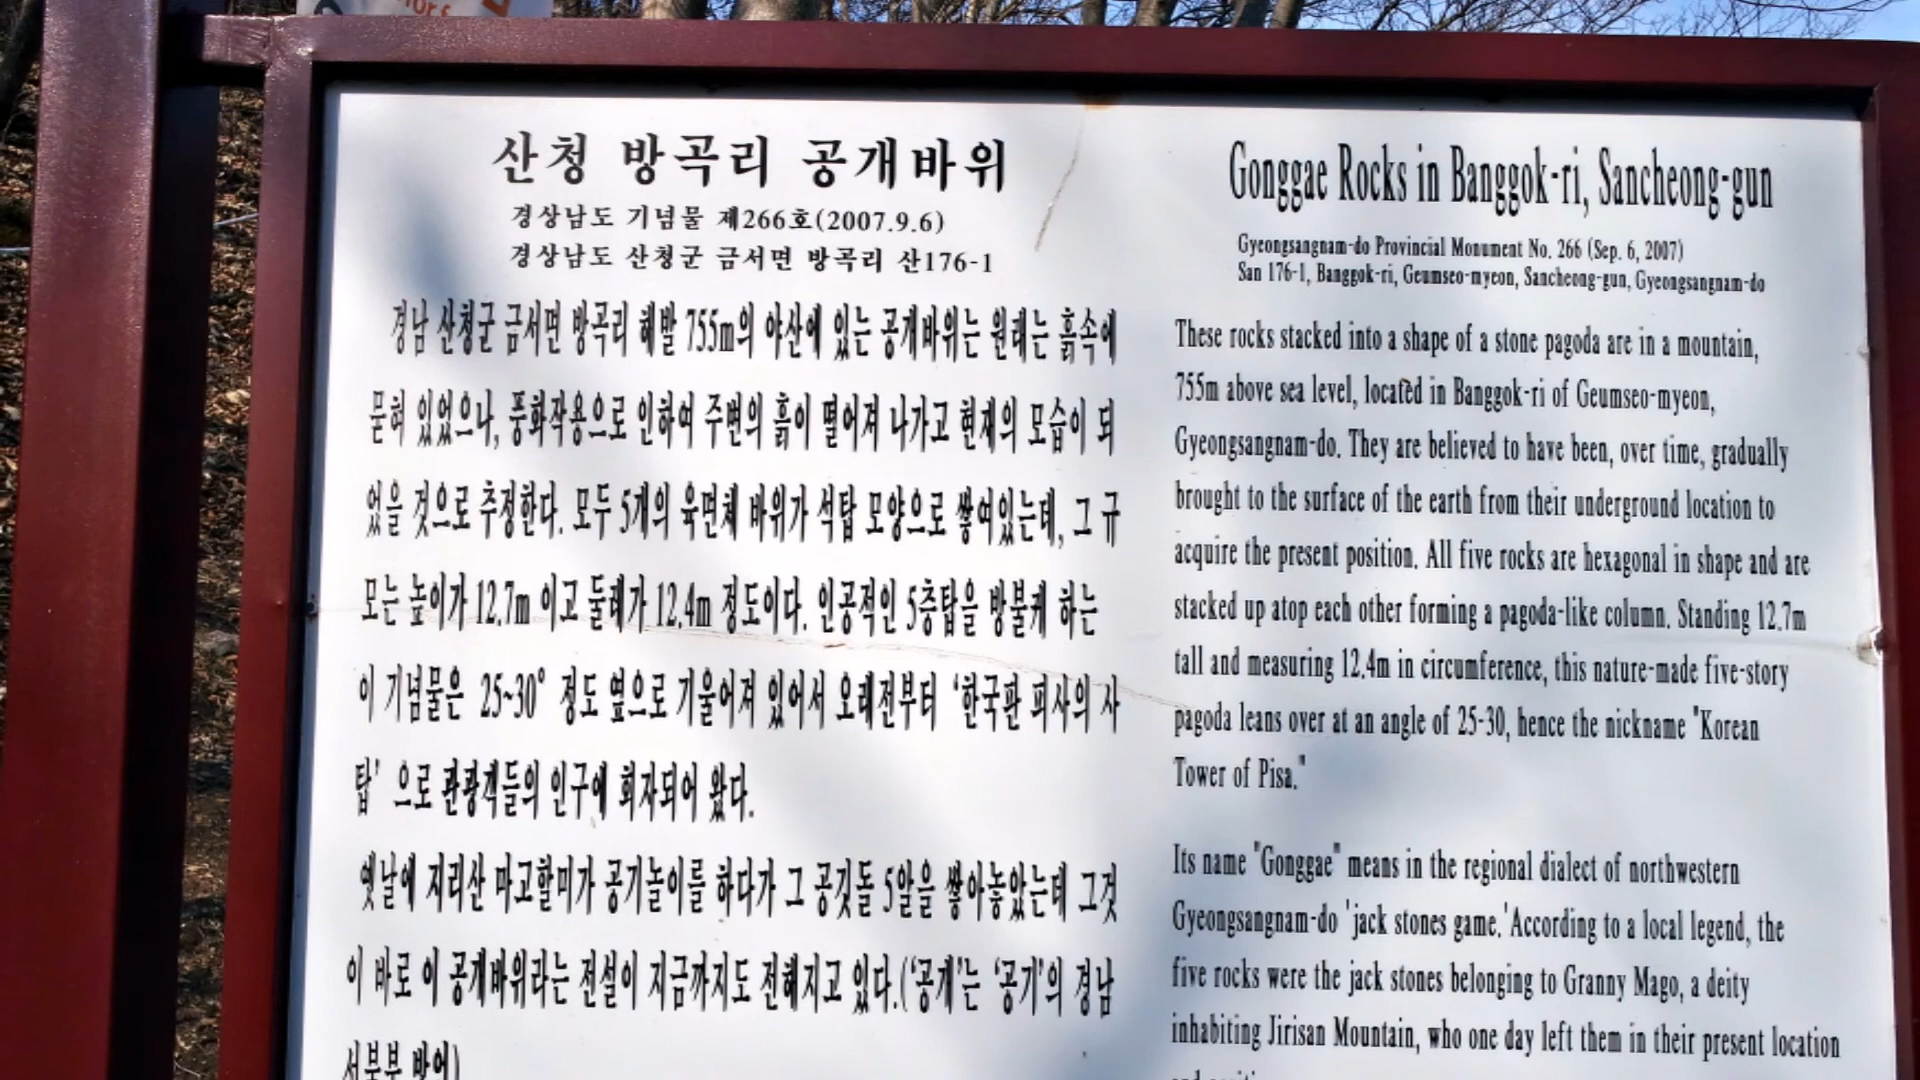 산청 방곡리 공개바위
경상남도 기념물 제266호(2007.9.6)
경상남도 산청군 금서면 방곡리 산176-1
경남 산청군 금서면 방곡리 해발 755m의 야산에 있는 공개바위는 원래는 흙속에
묻혀 있었으나, 풍화작용으로 인하여 주변의 흙이 떨어져 나가고 현재의 모습이 되
었을 것으로 추정한다. 모두 5개의 육면체 바위가 석탑 모양으로 쌓여있는데, 그 규
모는 높이가 12.7m 이고 둘레가 12.4m 정도이다. 인공적인 5층탑을 방불케 하는
이 기념물은 25~30° 정도 옆으로 기울어져 있어서 오래전부터 '한국판 피사의 사
탑' 으로 관광객들의 인구에 회자되어 왔다.
옛날에 지리산 마고할미가 공기놀이를 하다가 그 공깃돌 5알을 쌓아놓았는데 그것
이 바로 이 공개바위라는 전설이 지금까지도 전해지고 있다.('공개'는 '공기'의 경남
서북부 방언)
Gonggae Rocks in Banggok-ri, Sancheong-gun
Gyeongsangnam-do Provincial Monument No. 266 (Sep. 6, 2007)
San 176-1, Banggok-ri, Geumseo-myeon, Sancheong-gun, Gyeongsangnam-do
These rocks stacked into a shape of a stone pagoda are in a mountain,
755m above sea level, located in Banggok-ri of Geumseo-myeon,
Gyeongsangnam-do. They are believed to have been, over time, gradually
brought to the surface of the earth from their underground location to
acquire the present position. All five rocks are hexagonal in shape and are
stacked up atop each other forming a pagoda-like column. Standing 12.7m
tall and measuring 12.4m in circumference, this nature-made five-story
pagoda leans over at an angle of 25-30, hence the nickname "Korean
Tower of Pisa."
Its name "Gonggae" means in the regional dialect of northwestern
Gyeongsangnam-do 'jack stones game.'According to a local legend, the
five rocks were the jack stones belonging to Granny Mago, a deity
inhabiting Jirisan Mountain, who one day left them in their present location